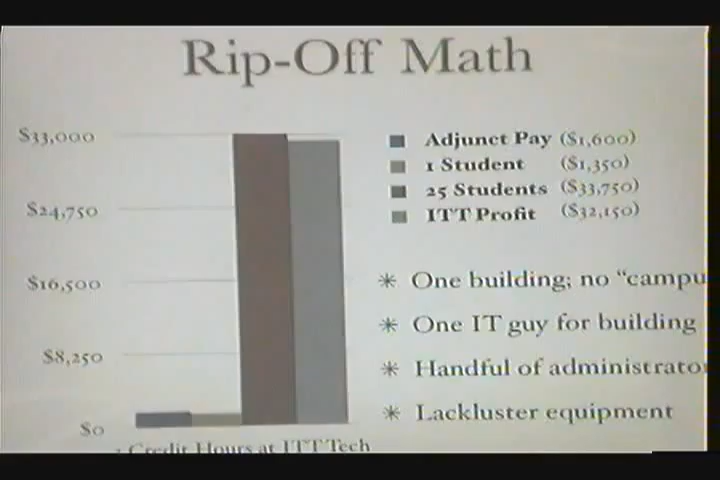 Rip-Off Math
$33,000
$24,750
$16,500
$8,250
$0
Credit Hours at ITT Tech
Adjunct Pay ($1,600)
1 Student ($1,350)
25 Students ($33,750)
ITT Profit ($32,150)
* One building; no “campu
* One IT guy for building
* Handful of administrator
* Lackluster equipment